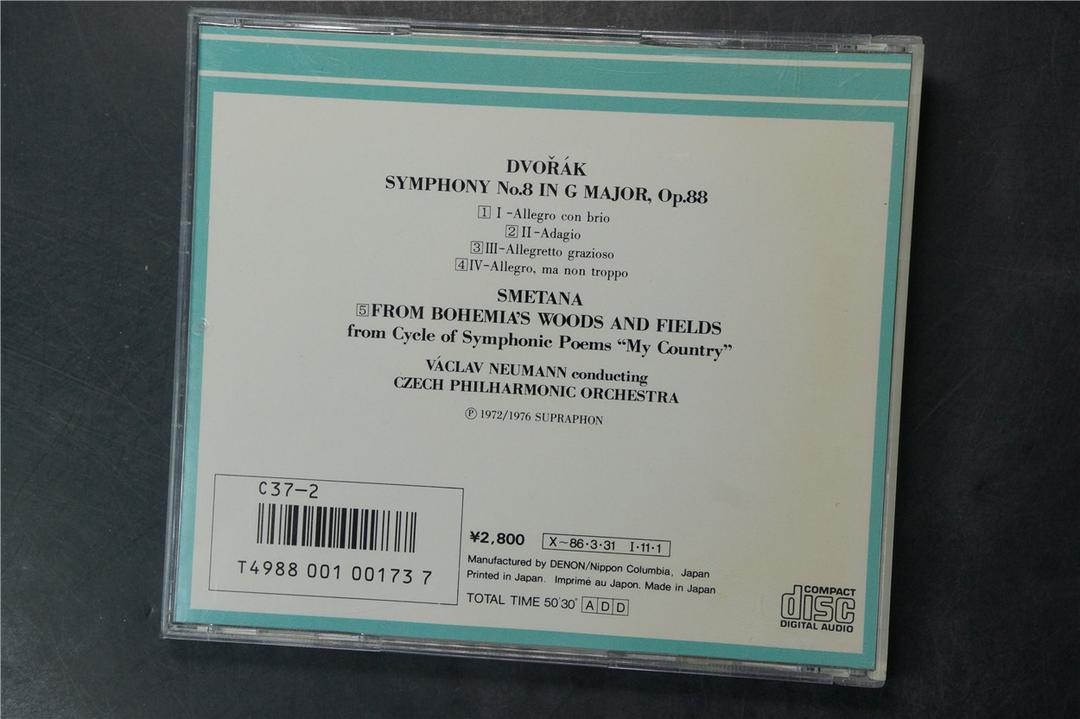 DVOŘÁK
SYMPHONY No.8 IN G MAJOR, Op.88
1 I -Allegro con brio
2 II-Adagio
3 III-Allegretto grazioso
4 IV-Allegro, ma non troppo
SMETANA
5 FROM BOHEMIA'S WOODS AND FIELDS
from Cycle of Symphonic Poems “My Country”
VÁCLAV NEUMANN conducting
CZECH PHILHARMONIC ORCHESTRA
Ⓟ 1972/1976 SUPRAPHON
C37-2
T4988 001 00173 7
¥2,800 X~86·3·31 I·11·1
Manufactured by DENON/Nippon Columbia, Japan
Printed in Japan. Imprimé au Japon. Made in Japan
TOTAL TIME 50'30" A D D
COMPACT
disc
DIGITAL AUDIO